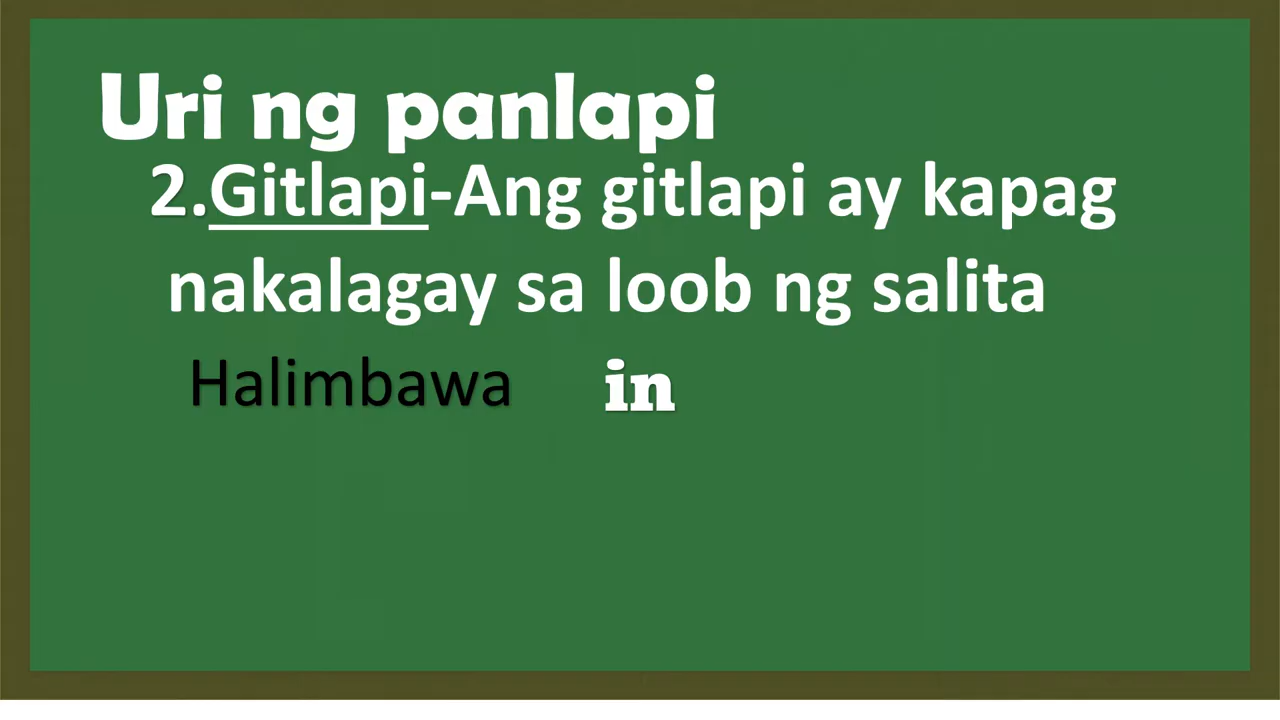 Uri ng panlapi
2.Gitlapi-Ang gitlapi ay kapag
nakalagay sa loob ng salita
Halimbawa in